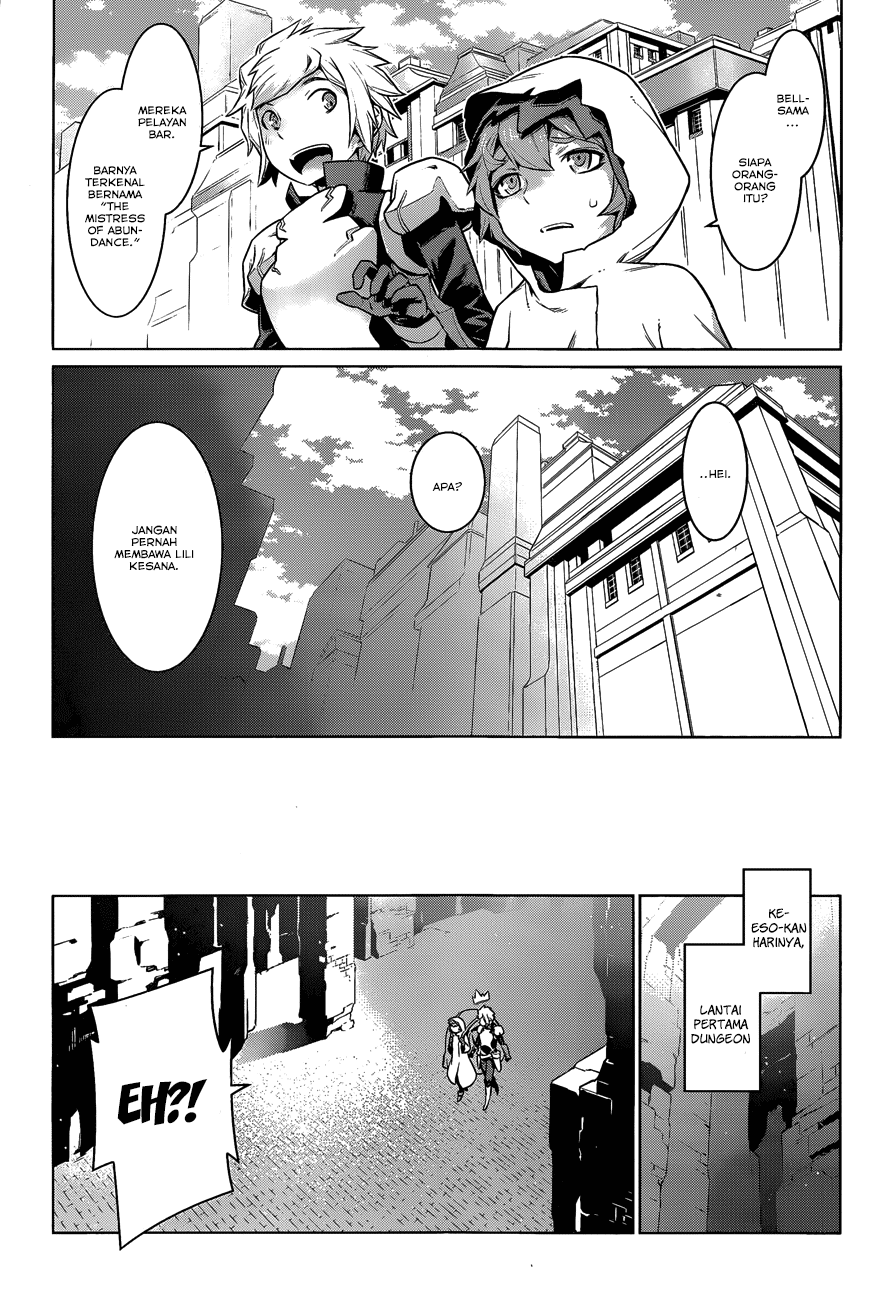 BELL-
SAMA
...
SIAPA
ORANG-
ORANG
ITU?
MEREKA
PELAYAN
BAR.
BARNYA
TERKENAL
BERNAMA
"THE
MISTRESS
OF ABUN-
DANCE."
..HEI.
APA?
JANGAN
PERNAH
MEMBAWA LILI
KESANA.
KE-
ESO-KAN
HARINYA,
LANTAI
PERTAMA
DUNGEON
EH?!